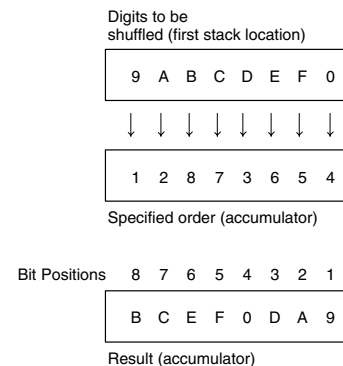 Digits to be
shuffled (first stack location)
9 A B C D E F 0
1 2 8 7 3 6 5 4
Specified order (accumulator)
Bit Positions 8 7 6 5 4 3 2 1
B C E F 0 D A 9
Result (accumulator)